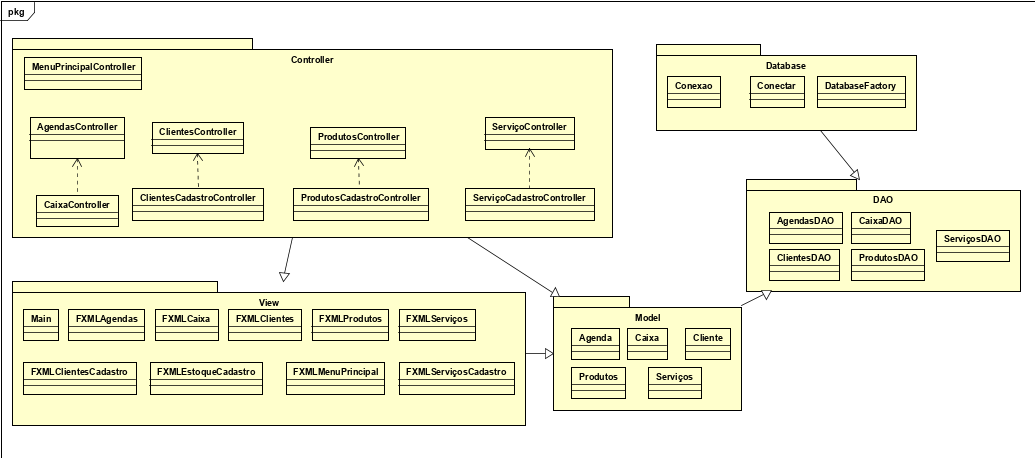 pkg
Controller
MenuPrincipalController
AgendasController
ClientesController
ProdutosController
ServiçoController
CaixaController
ClientesCadastroController
ProdutosCadastroController
ServiçoCadastroController
Database
Conexao
Conectar
DatabaseFactory
DAO
AgendasDAO
CaixaDAO
ServiçosDAO
ClientesDAO
ProdutosDAO
View
Main
FXMLAgendas
FXMLCaixa
FXMLClientes
FXMLProdutos
FXMLServiços
FXMLClientesCadastro
FXMLEstoqueCadastro
FXMLMenuPrincipal
FXMLServiçosCadastro
Model
Agenda
Caixa
Cliente
Produtos
Serviços